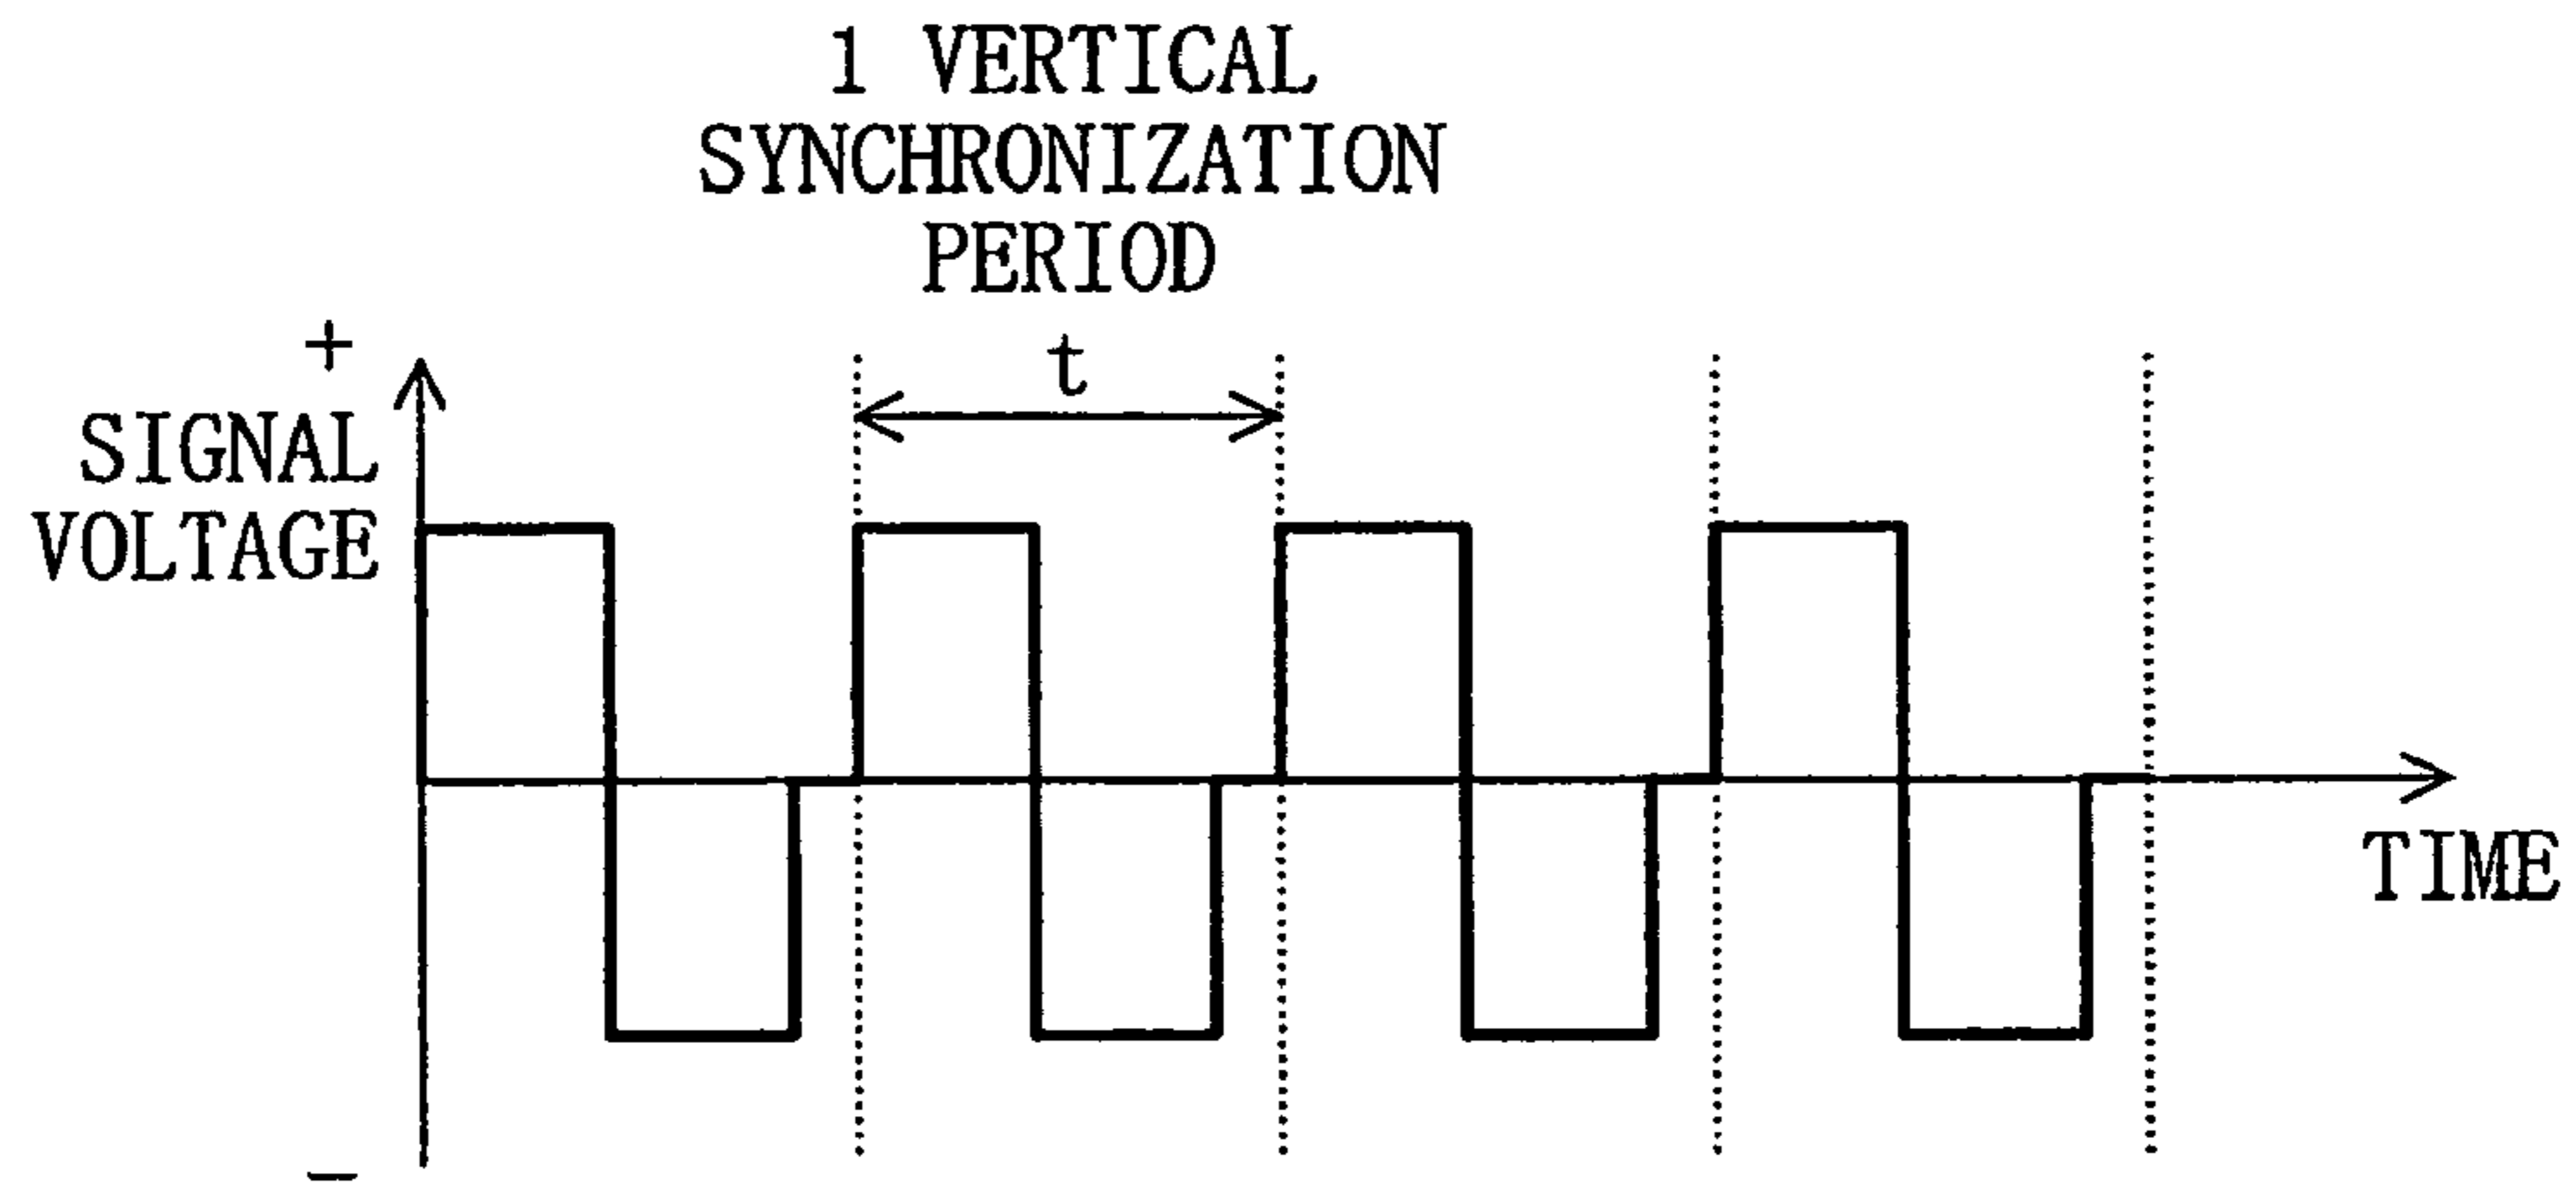 1 VERTICAL
SYNCHRONIZATION
PERIOD
+
t
SIGNAL
VOLTAGE
TIME
−